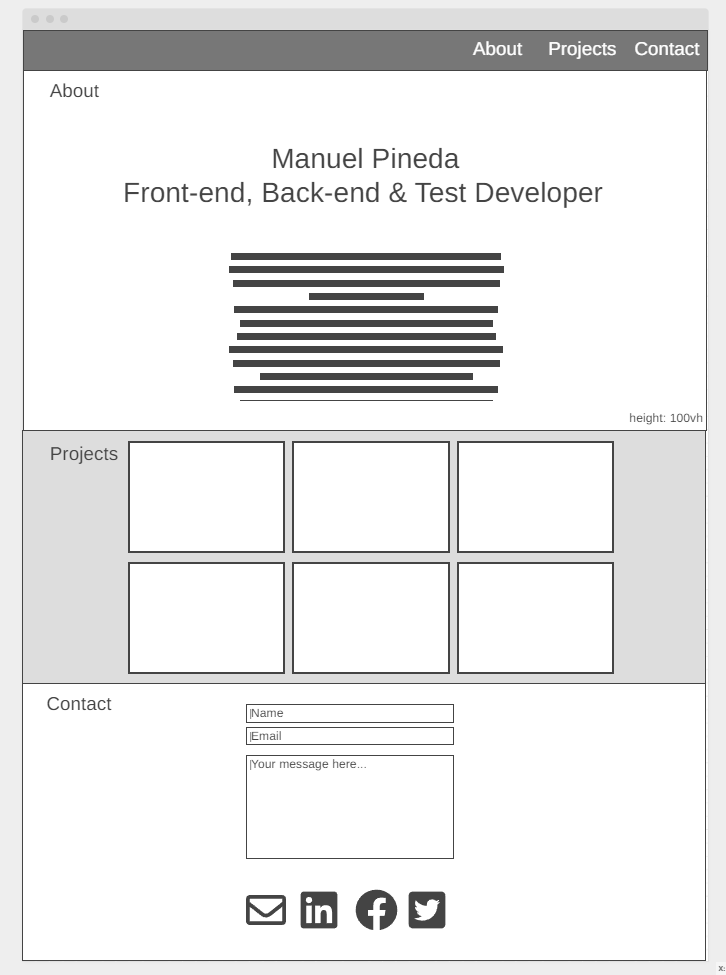 About Projects Contact
About
Manuel Pineda
Front-end, Back-end & Test Developer
height: 100vh
Projects
Contact
Name
Email
Your message here...
x: